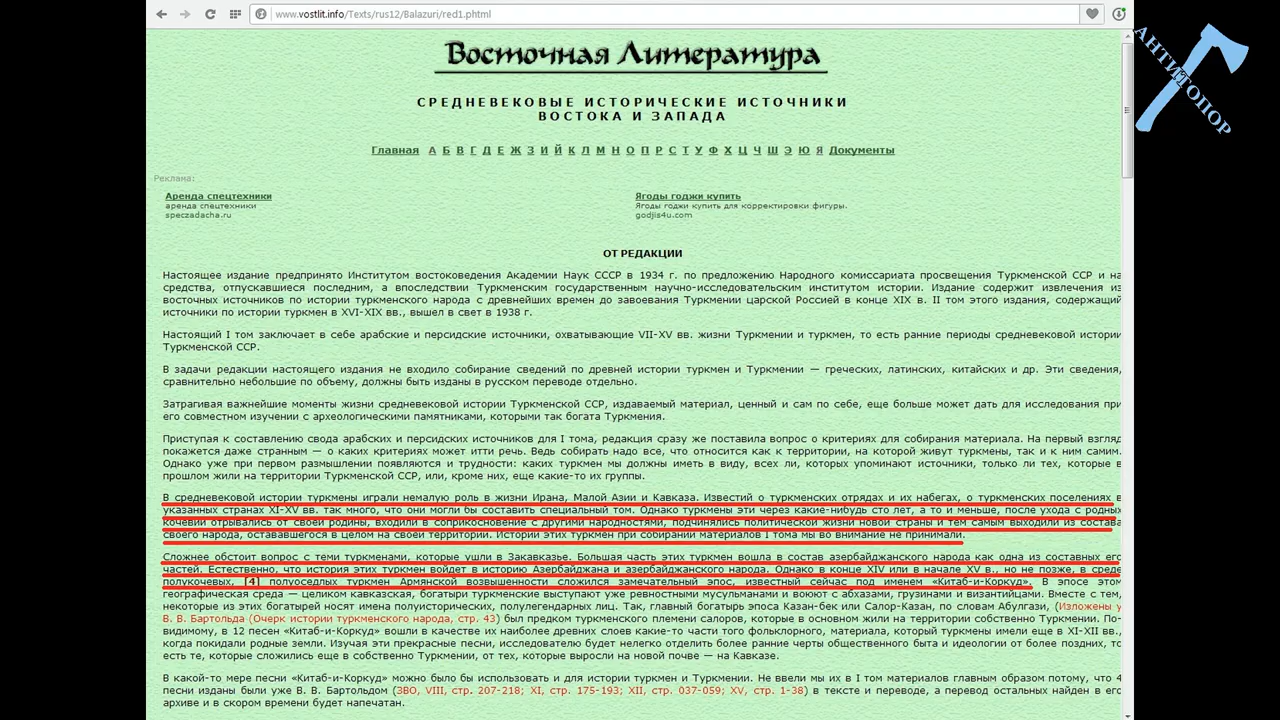 www.vostlit.info/Texts/rus12/Balazuri/red1.phtml
АНТИТОПОР
Восточная Литература
СРЕДНЕВЕКОВЫЕ ИСТОРИЧЕСКИЕ ИСТОЧНИКИ
ВОСТОКА И ЗАПАДА
Главная А Б В Г Д Е Ж З И Й К Л М Н О П Р С Т У Ф Х Ц Ч Ш Э Ю Я Документы
Реклама:
Аренда спецтехники
аренда спецтехники
speczadacha.ru
Ягоды годжи купить
Ягоды годжи купить для корректировки фигуры.
godjis4u.com
ОТ РЕДАКЦИИ
Настоящее издание предпринято Институтом востоковедения Академии Наук СССР в 1934 г. по предложению Народного комиссариата просвещения Туркменской ССР и на
средства, отпускавшиеся последним, а впоследствии Туркменским государственным научно-исследовательским институтом истории. Издание содержит извлечения из
восточных источников по истории туркменского народа с древнейших времен до завоевания Туркмении царской Россией в конце XIX в. II том этого издания, содержащий
источники по истории туркмен в XVI-XIX вв., вышел в свет в 1938 г.
Настоящий I том заключает в себе арабские и персидские источники, охватывающие VII-XV вв. жизни Туркмении и туркмен, то есть ранние периоды средневековой истории
Туркменской ССР.
В задачи редакции настоящего издания не входило собирание сведений по древней истории туркмен и Туркмении — греческих, латинских, китайских и др. Эти сведения,
сравнительно небольшие по объему, должны быть изданы в русском переводе отдельно.
Затрагивая важнейшие моменты жизни средневековой истории Туркменской ССР, издаваемый материал, ценный и сам по себе, еще больше может дать для исследования при
его совместном изучении с археологическими памятниками, которыми так богата Туркмения.
Приступая к составлению свода арабских и персидских источников для I тома, редакция сразу же поставила вопрос о критериях для собирания материала. На первый взгляд
покажется даже странным — о каких критериях может итти речь. Ведь собирать надо все, что относится как к территории, на которой живут туркмены, так и к ним самим.
Однако уже при первом размышлении появляются и трудности: каких туркмен мы должны иметь в виду, всех ли, которых упоминают источники, только ли тех, которые в
прошлом жили на территории Туркменской ССР, или, кроме них, еще какие-то их группы.
В средневековой истории туркмены играли немалую роль в жизни Ирана, Малой Азии и Кавказа. Известий о туркменских отрядах и их набегах, о туркменских поселениях в
указанных странах XI-XV вв. так много, что они могли бы составить специальный том. Однако туркмены эти через какие-нибудь сто лет, а то и меньше, после ухода с родных
кочевий отрывались от своей родины, входили в соприкосновение с другими народностями, подчинялись политической жизни новой страны и тем самым выходили из состава
своего народа, остававшегося в целом на своей территории. Истории этих туркмен при собирании материалов I тома мы во внимание не принимали.
Сложнее обстоит вопрос с теми туркменами, которые ушли в Закавказье. Большая часть этих туркмен вошла в состав азербайджанского народа как одна из составных его
частей. Естественно, что история этих туркмен войдет в историю Азербайджана и азербайджанского народа. Однако в конце XIV или в начале XV в., но не позже, в среде
полукочевых, [4] полуоседлых туркмен Армянской возвышенности сложился замечательный эпос, известный сейчас под именем «Китаб-и-Коркуд». В эпосе этом
географическая среда — целиком кавказская, богатыри туркменские выступают уже ревностными мусульманами и воюют с абхазами, грузинами и византийцами. Вместе с тем,
некоторые из этих богатырей носят имена полуисторических, полулегендарных лиц. Так, главный богатырь эпоса Казан-бек или Салор-Казан, по словам Абулгази, (Изложены у
В. В. Бартольда (Очерк истории туркменского народа, стр. 43) был предком туркменского племени салоров, которые в основном жили на территории собственно Туркмении. По-
видимому, в 12 песен «Китаб-и-Коркуд» вошли в качестве их наиболее древних слоев какие-то части того фольклорного, материала, который туркмены имели еще в XI-XII вв.,
когда покидали родные земли. Изучая эти прекрасные песни, исследователю будет нелегко отделить более ранние черты общественного быта и идеологии от более поздних, то
есть те, которые сложились еще в собственно Туркмении, от тех, которые выросли на новой почве — на Кавказе.
В какой-то мере песни «Китаб-и-Коркуд» можно было бы использовать и для истории туркмен и Туркмении. Не ввели мы их в I том материалов главным образом потому, что 4
песни изданы были уже В. В. Бартольдом (ЗВО, VIII, стр. 207-218; XI, стр. 175-193; XII, стр. 037-059; XV, стр. 1-38) в тексте и переводе, а перевод остальных найден в его
архиве и в скором времени будет напечатан.